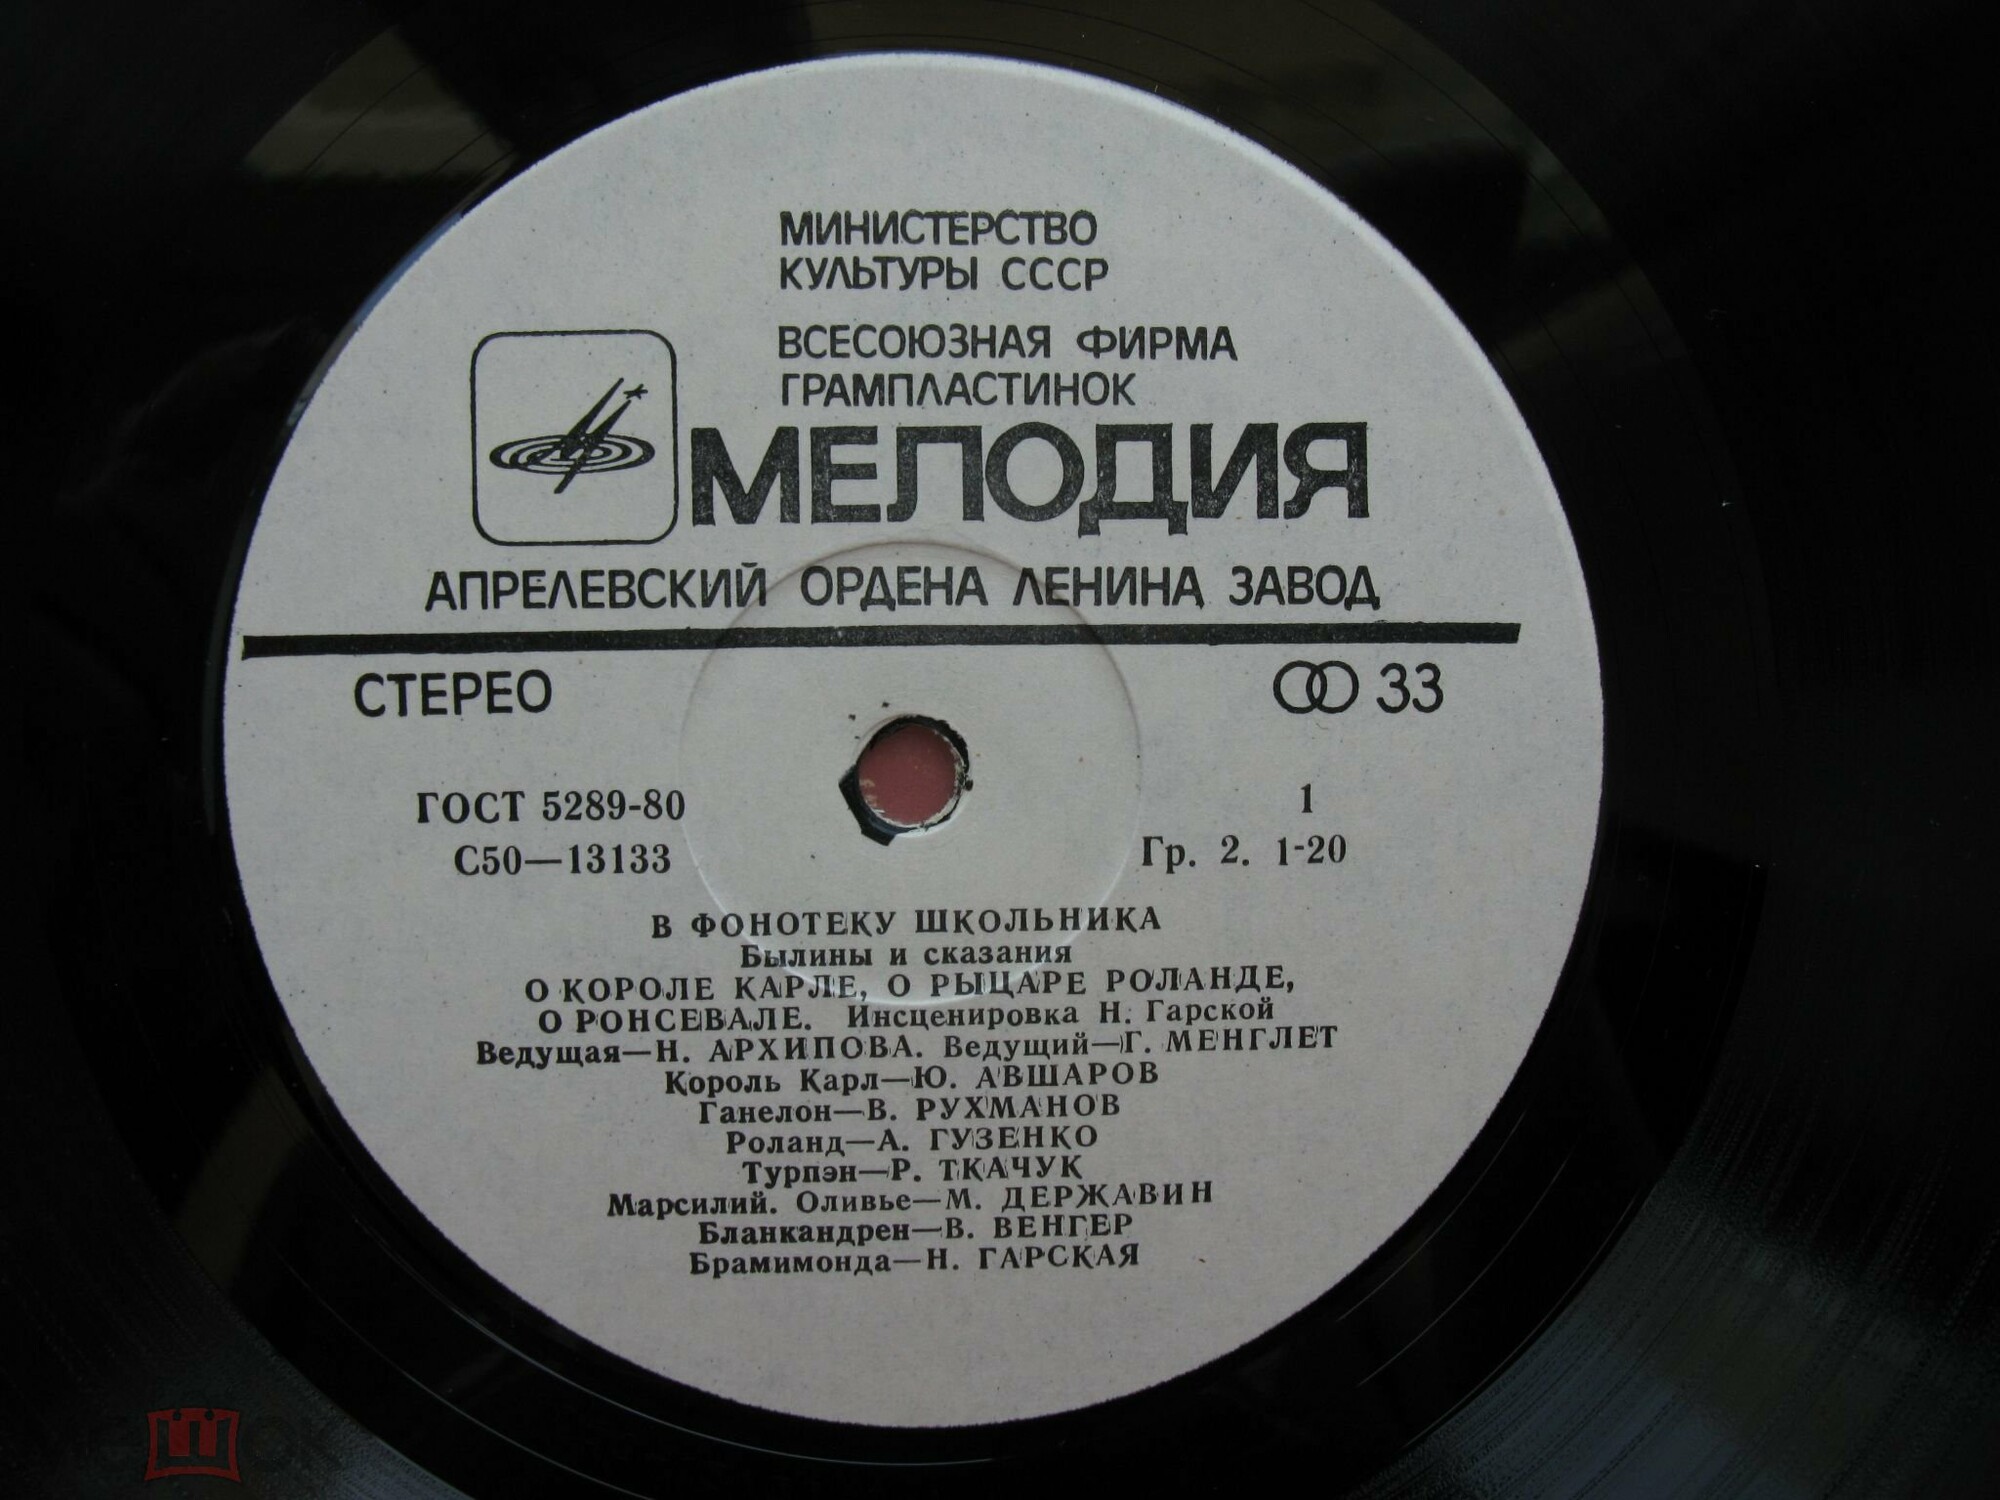 МИНИСТЕРСТВО
КУЛЬТУРЫ СССР
ВСЕСОЮЗНАЯ ФИРМА
ГРАМПЛАСТИНОК
МЕЛОДИЯ
АПРЕЛЕВСКИЙ ОРДЕНА ЛЕНИНА ЗАВОД
СТЕРЕО 33
ГОСТ 5289-80 1
С50—13133 Гр. 2. 1-20
В ФОНОТЕКУ ШКОЛЬНИКА
Былины и сказания
О КОРОЛЕ КАРЛЕ, О РЫЦАРЕ РОЛАНДЕ,
О РОНСЕВАЛЕ. Инсценировка Н. Гарской
Ведущая—Н. АРХИПОВА. Ведущий—Г. МЕНГЛЕТ
Король Карл—Ю. АВШАРОВ
Ганелон—В. РУХМАНОВ
Роланд—А. ГУЗЕНКО
Турпэн—Р. ТКАЧУК
Марсилий. Оливье—М. ДЕРЖАВИН
Бланкандрен—В. ВЕНГЕР
Брамимонда—Н. ГАРСКАЯ